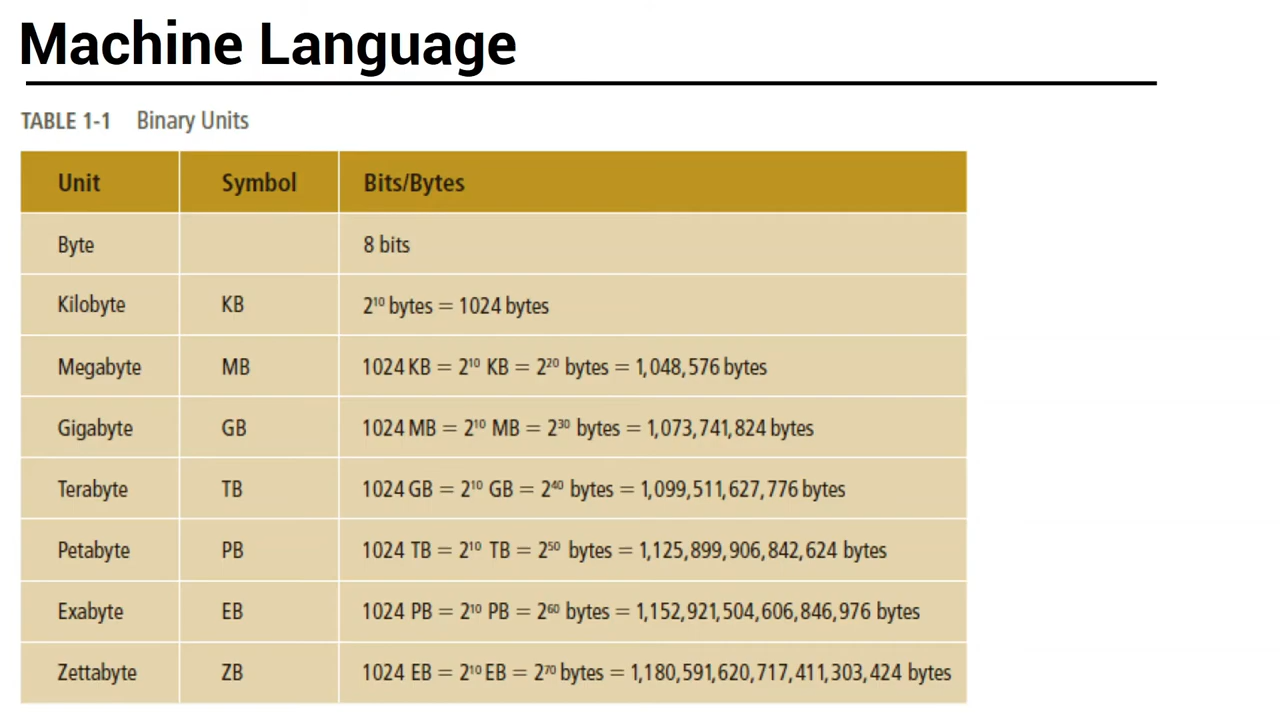 Machine Language
TABLE 1-1 Binary Units
Unit Symbol Bits/Bytes
Byte 8 bits
Kilobyte KB 2¹⁰ bytes = 1024 bytes
Megabyte MB 1024 KB = 2¹⁰ KB = 2²⁰ bytes = 1,048,576 bytes
Gigabyte GB 1024 MB = 2¹⁰ MB = 2³⁰ bytes = 1,073,741,824 bytes
Terabyte TB 1024 GB = 2¹⁰ GB = 2⁴⁰ bytes = 1,099,511,627,776 bytes
Petabyte PB 1024 TB = 2¹⁰ TB = 2⁵⁰ bytes = 1,125,899,906,842,624 bytes
Exabyte EB 1024 PB = 2¹⁰ PB = 2⁶⁰ bytes = 1,152,921,504,606,846,976 bytes
Zettabyte ZB 1024 EB = 2¹⁰ EB = 2⁷⁰ bytes = 1,180,591,620,717,411,303,424 bytes